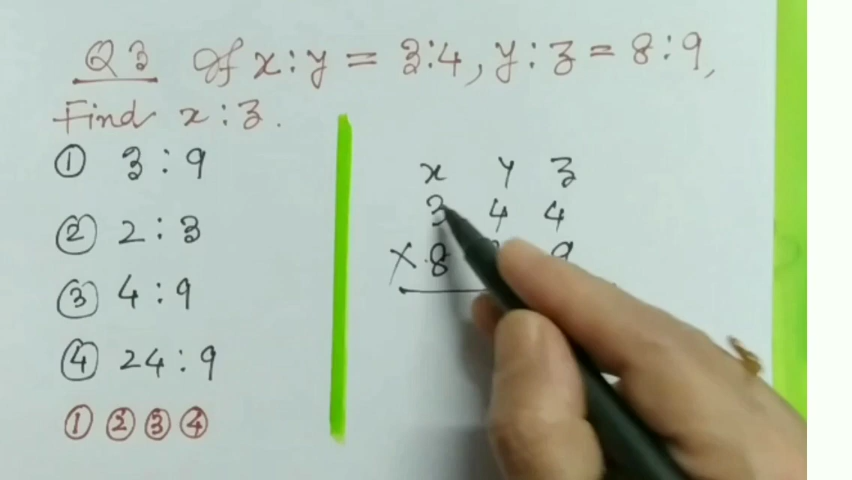 Q3 If x:y = 3:4, y:z = 8:9,
Find x:z.
① 3:9
② 2:3
③ 4:9
④ 24:9
① ② ③ ④
x y z
3 4 4
× 8 9